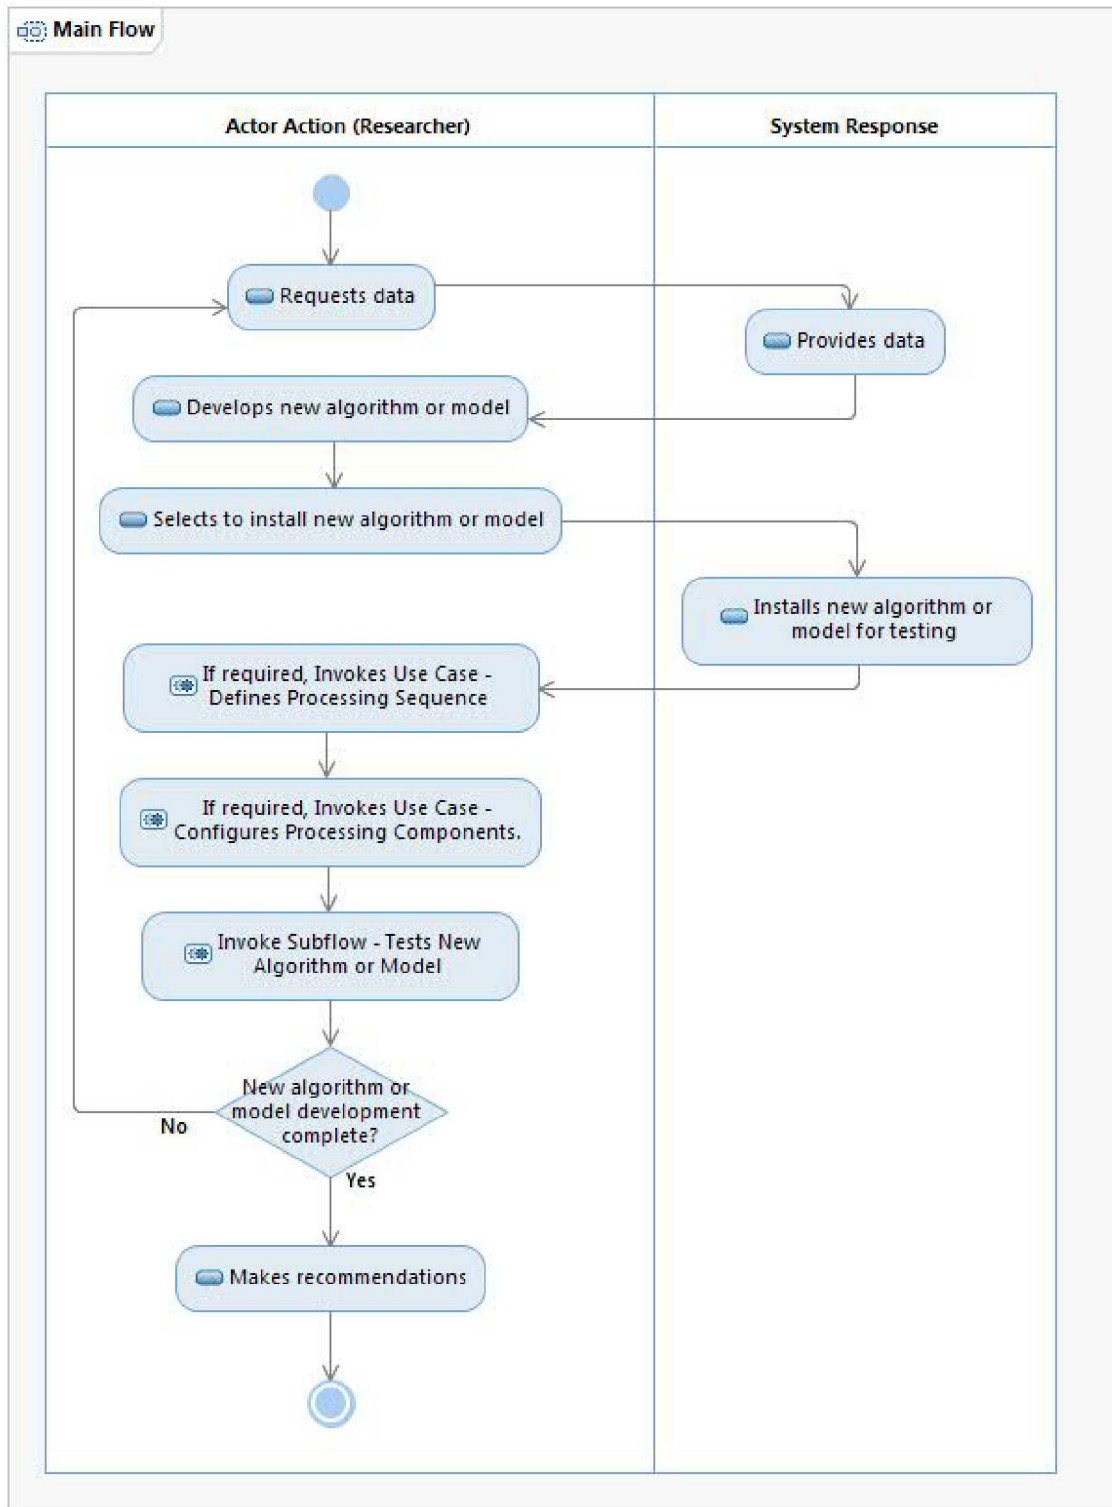 Main Flow
Actor Action (Researcher)
System Response
Requests data
Provides data
Develops new algorithm or model
Selects to install new algorithm or model
Installs new algorithm or
model for testing
If required, Invokes Use Case -
Defines Processing Sequence
If required, Invokes Use Case -
Configures Processing Components.
Invoke Subflow - Tests New
Algorithm or Model
New algorithm or
model development
complete?
No
Yes
Makes recommendations